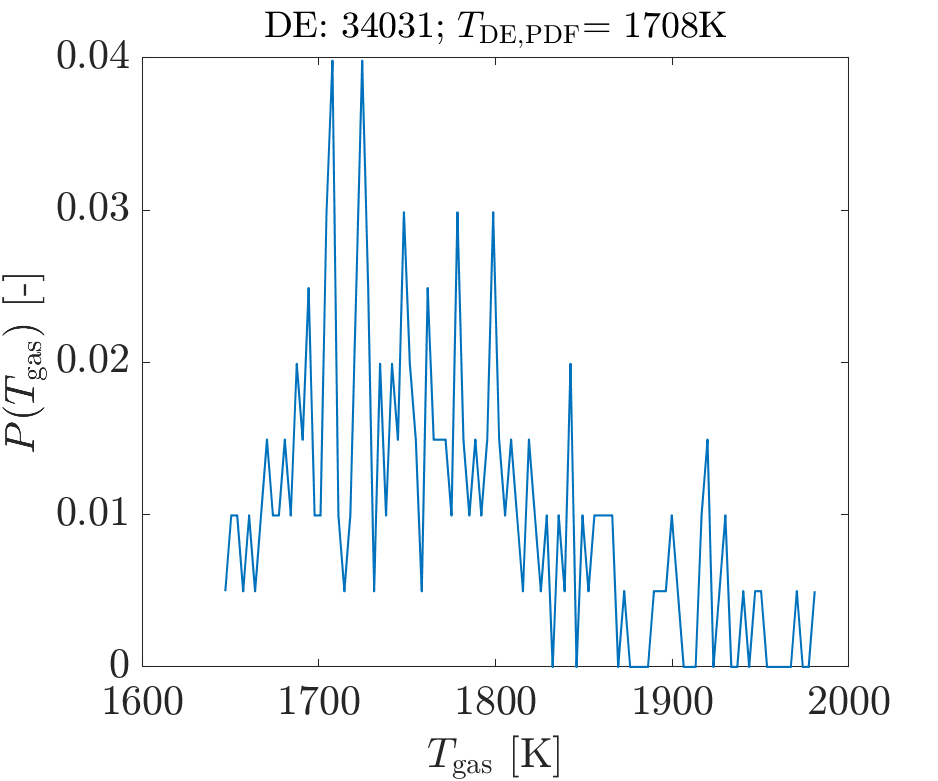 DE: 34031; T_DE,PDF= 1708K
0.04
0.03
0.02
0.01
0
P(T_gas) [-]
1600 1700 1800 1900 2000
T_gas [K]